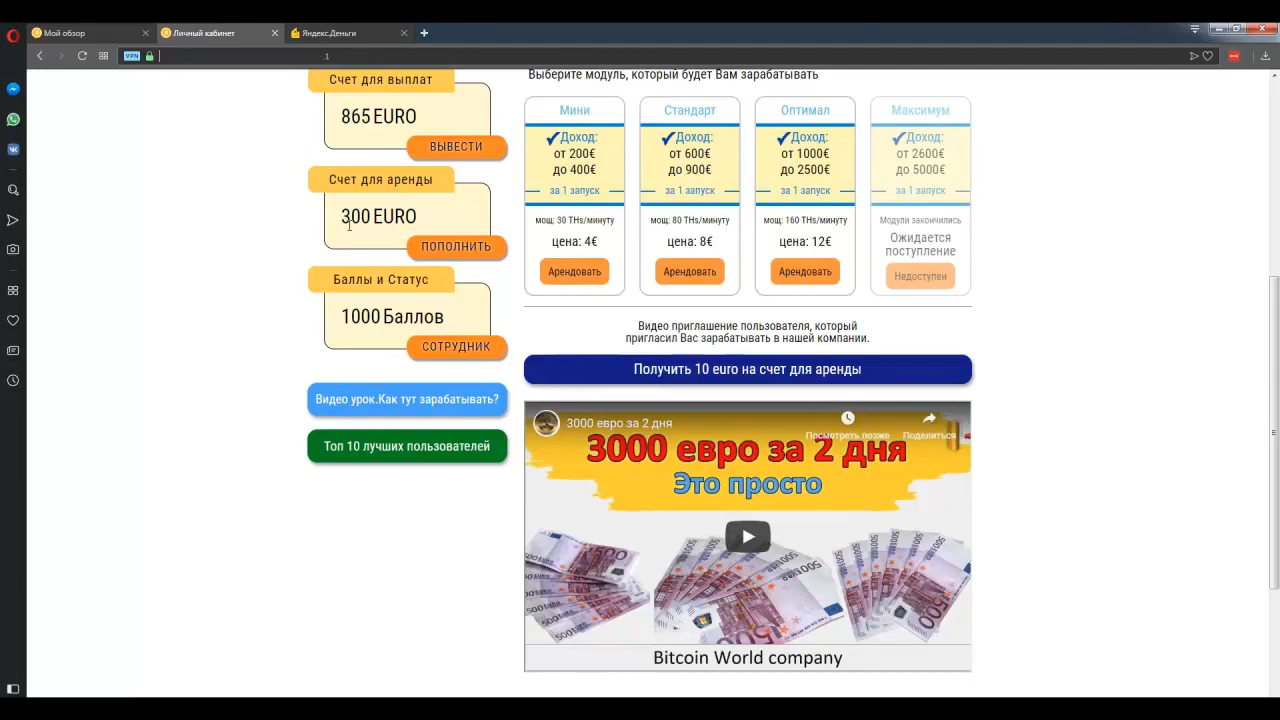 Мой обзор
Личный кабинет
Яндекс.Деньги
VPN
1
Счет для выплат
865 EURO
ВЫВЕСТИ
Счет для аренды
300 EURO
ПОПОЛНИТЬ
Баллы и Статус
1000 Баллов
СОТРУДНИК
Видео урок.Как тут зарабатывать?
Топ 10 лучших пользователей
Выберите модуль, который будет Вам зарабатывать
Мини
Доход:
от 200€
до 400€
за 1 запуск
мощ: 30 THs/минуту
цена: 4€
Арендовать
Стандарт
Доход:
от 600€
до 900€
за 1 запуск
мощ: 80 THs/минуту
цена: 8€
Арендовать
Оптимал
Доход:
от 1000€
до 2500€
за 1 запуск
мощ: 160 THs/минуту
цена: 12€
Арендовать
Максимум
Доход:
от 2600€
до 5000€
за 1 запуск
Модули закончились
Ожидается
поступление
Недоступен
Видео приглашение пользователя, который
пригласил Вас зарабатывать в нашей компании.
Получить 10 euro на счет для аренды
3000 евро за 2 дня
Посмотреть позже
Поделиться
3000 евро за 2 дня
Это просто
Bitcoin World company